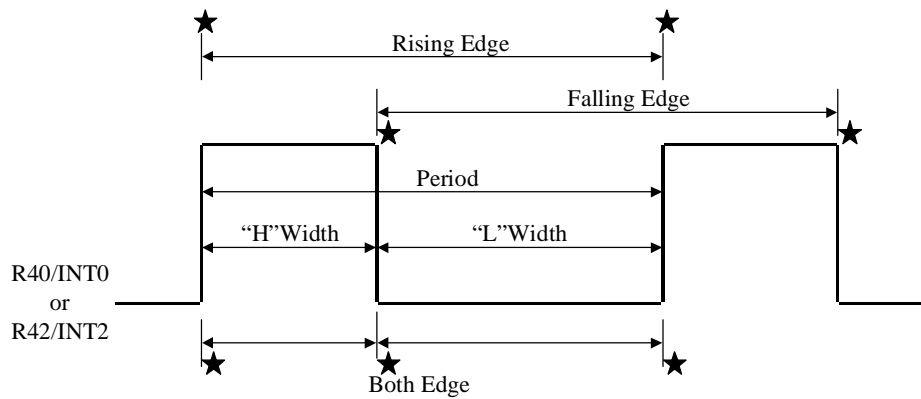 Rising Edge
Falling Edge
Period
“H”Width
“L”Width
R40/INT0
or
R42/INT2
Both Edge